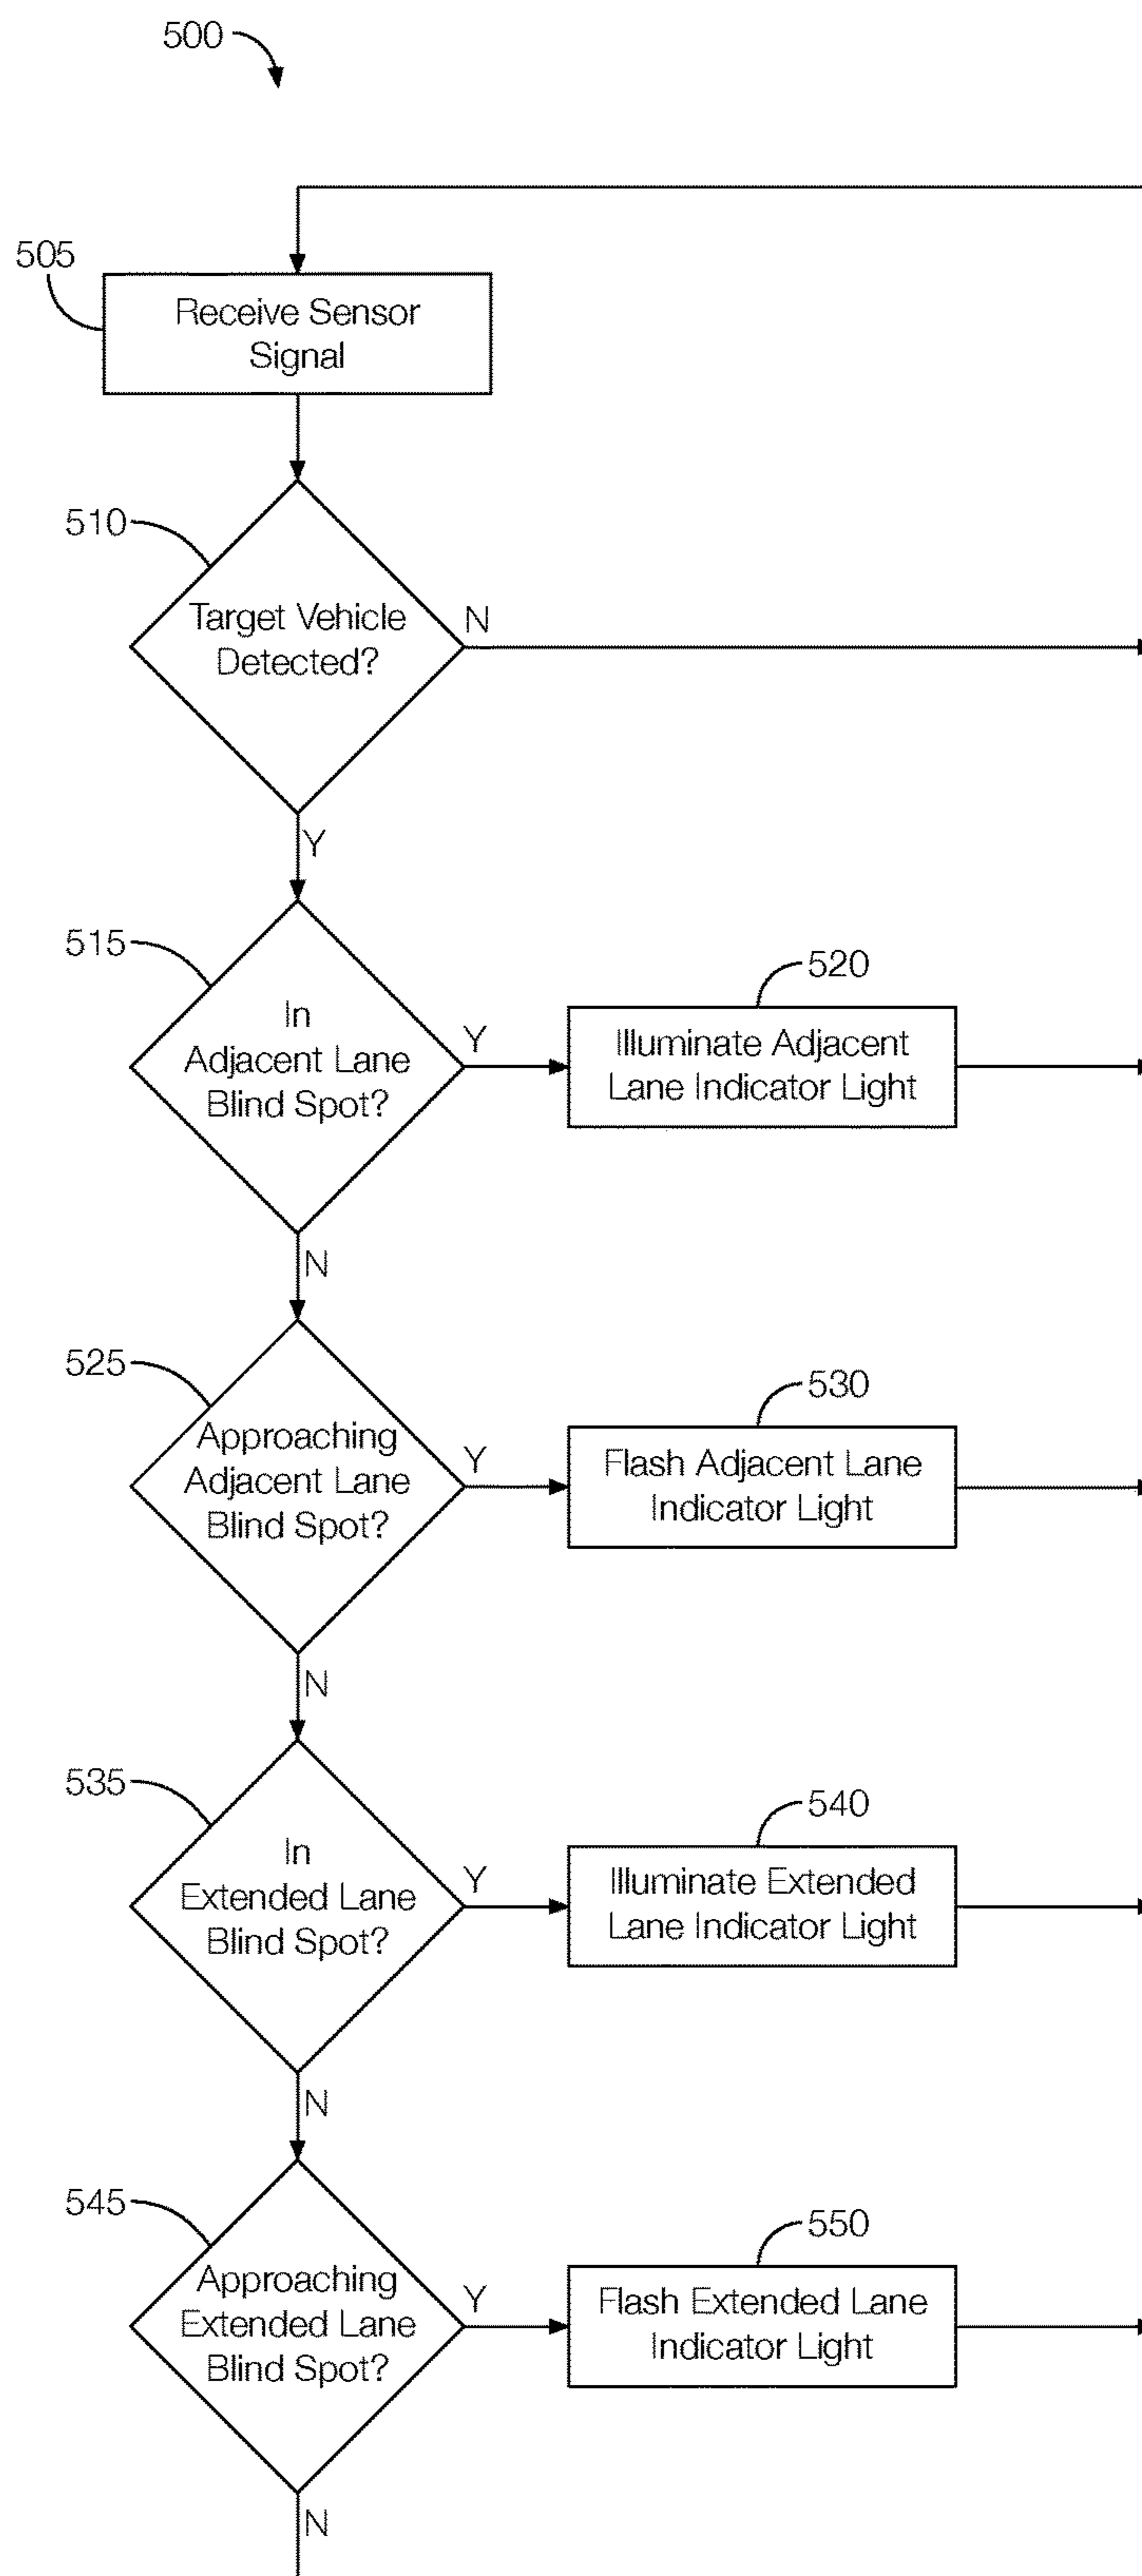 500
505
Receive Sensor
Signal
510
Target Vehicle
Detected?
N
Y
515
In
Adjacent Lane
Blind Spot?
Y
520
Illuminate Adjacent
Lane Indicator Light
N
525
Approaching
Adjacent Lane
Blind Spot?
Y
530
Flash Adjacent Lane
Indicator Light
N
535
In
Extended Lane
Blind Spot?
Y
540
Illuminate Extended
Lane Indicator Light
N
545
Approaching
Extended Lane
Blind Spot?
Y
550
Flash Extended Lane
Indicator Light
N